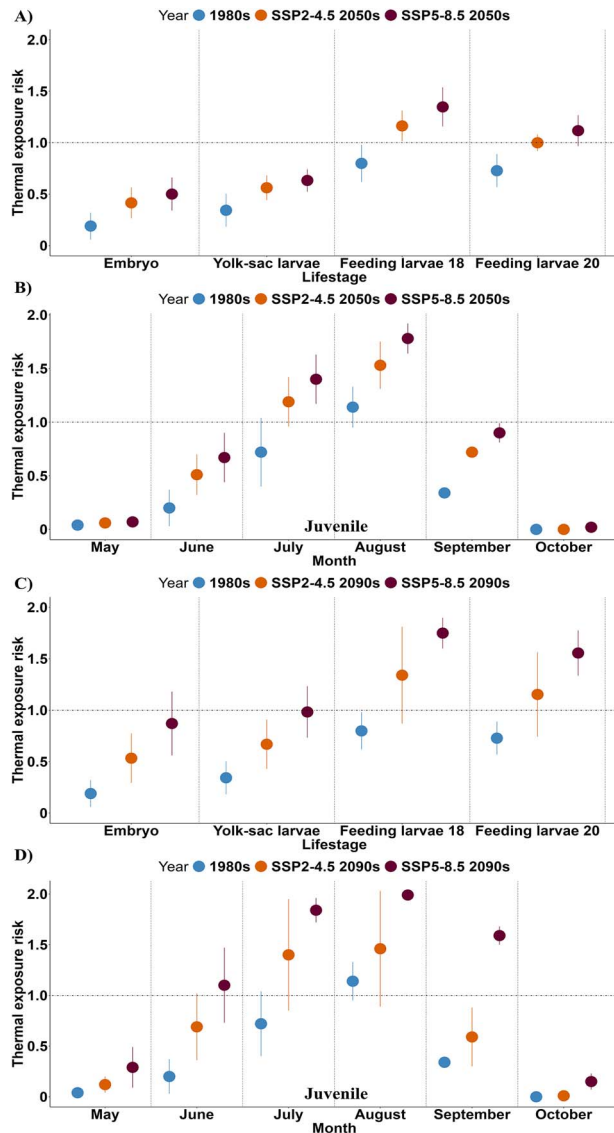 A)
Year 1980s SSP2-4.5 2050s SSP5-8.5 2050s
Thermal exposure risk
2.0
1.5
1.0
0.5
0
Embryo Yolk-sac larvae Feeding larvae 18 Feeding larvae 20
Lifestage
B)
Year 1980s SSP2-4.5 2050s SSP5-8.5 2050s
Thermal exposure risk
2.0
1.5
1.0
0.5
0
Juvenile
May June July August September October
Month
C)
Year 1980s SSP2-4.5 2090s SSP5-8.5 2090s
Thermal exposure risk
2.0
1.5
1.0
0.5
0
Embryo Yolk-sac larvae Feeding larvae 18 Feeding larvae 20
Lifestage
D)
Year 1980s SSP2-4.5 2090s SSP5-8.5 2090s
Thermal exposure risk
2.0
1.5
1.0
0.5
0
Juvenile
May June July August September October
Month